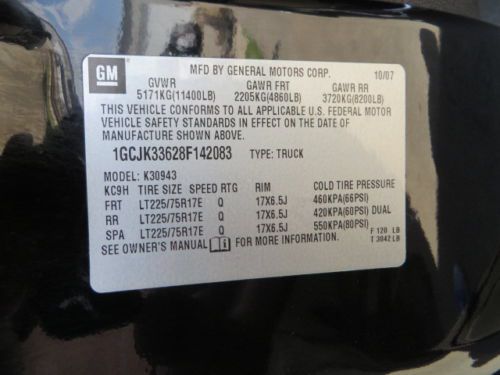 GM
MFD BY GENERAL MOTORS CORP. 10/07
GVWR GAWR FRT GAWR RR
5171KG(11400LB) 2205KG(4860LB) 3720KG(8200LB)
THIS VEHICLE CONFORMS TO ALL APPLICABLE U.S. FEDERAL MOTOR
VEHICLE SAFETY STANDARDS IN EFFECT ON THE DATE OF
MANUFACTURE SHOWN ABOVE.
1GCJK33628F142083 TYPE: TRUCK
MODEL: K30943
KC9H TIRE SIZE SPEED RTG RIM COLD TIRE PRESSURE
FRT LT225/75R17E Q 17X6.5J 460KPA(66PSI)
RR LT225/75R17E Q 17X6.5J 420KPA(60PSI) DUAL
SPA LT225/75R17E Q 17X6.5J 550KPA(80PSI) F 120 LB
SEE OWNER'S MANUAL FOR MORE INFORMATION. T 3042 LB